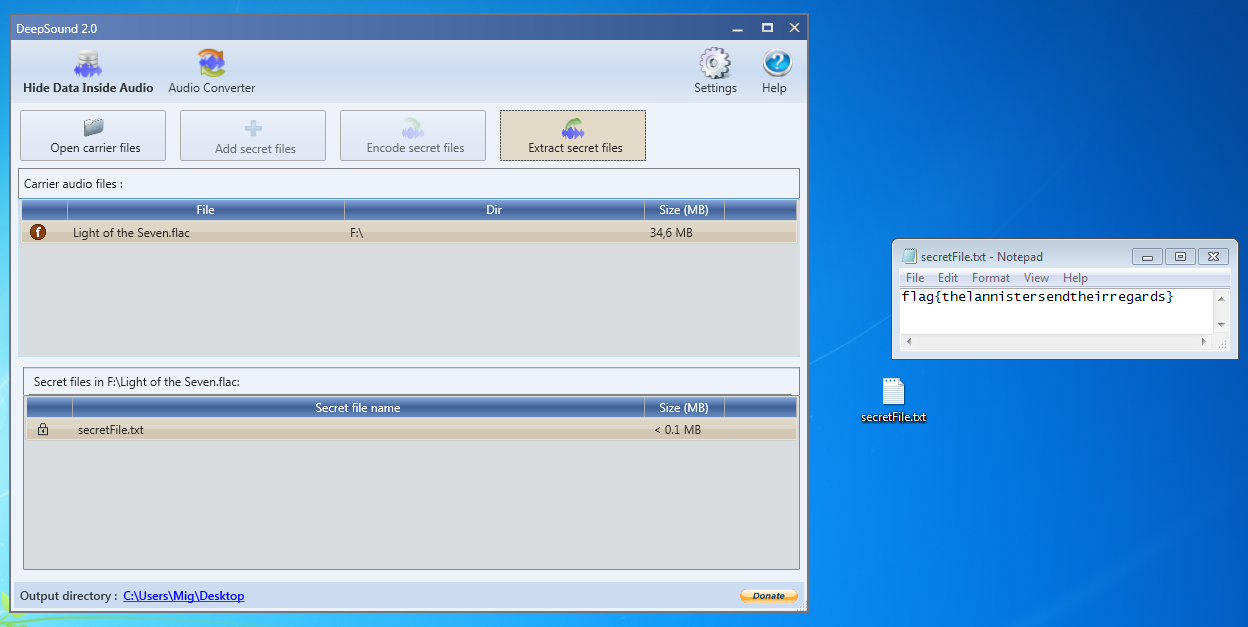 DeepSound 2.0
Hide Data Inside Audio
Audio Converter
Settings
Help
Open carrier files
Add secret files
Encode secret files
Extract secret files
Carrier audio files :
File Dir Size (MB)
f Light of the Seven.flac F:\ 34,6 MB
Secret files in F:\Light of the Seven.flac:
Secret file name Size (MB)
secretFile.txt < 0.1 MB
Output directory : C:\Users\Mig\Desktop
Donate
secretFile.txt - Notepad
File Edit Format View Help
flag{thelannistersendtheirregards}
secretFile.txt